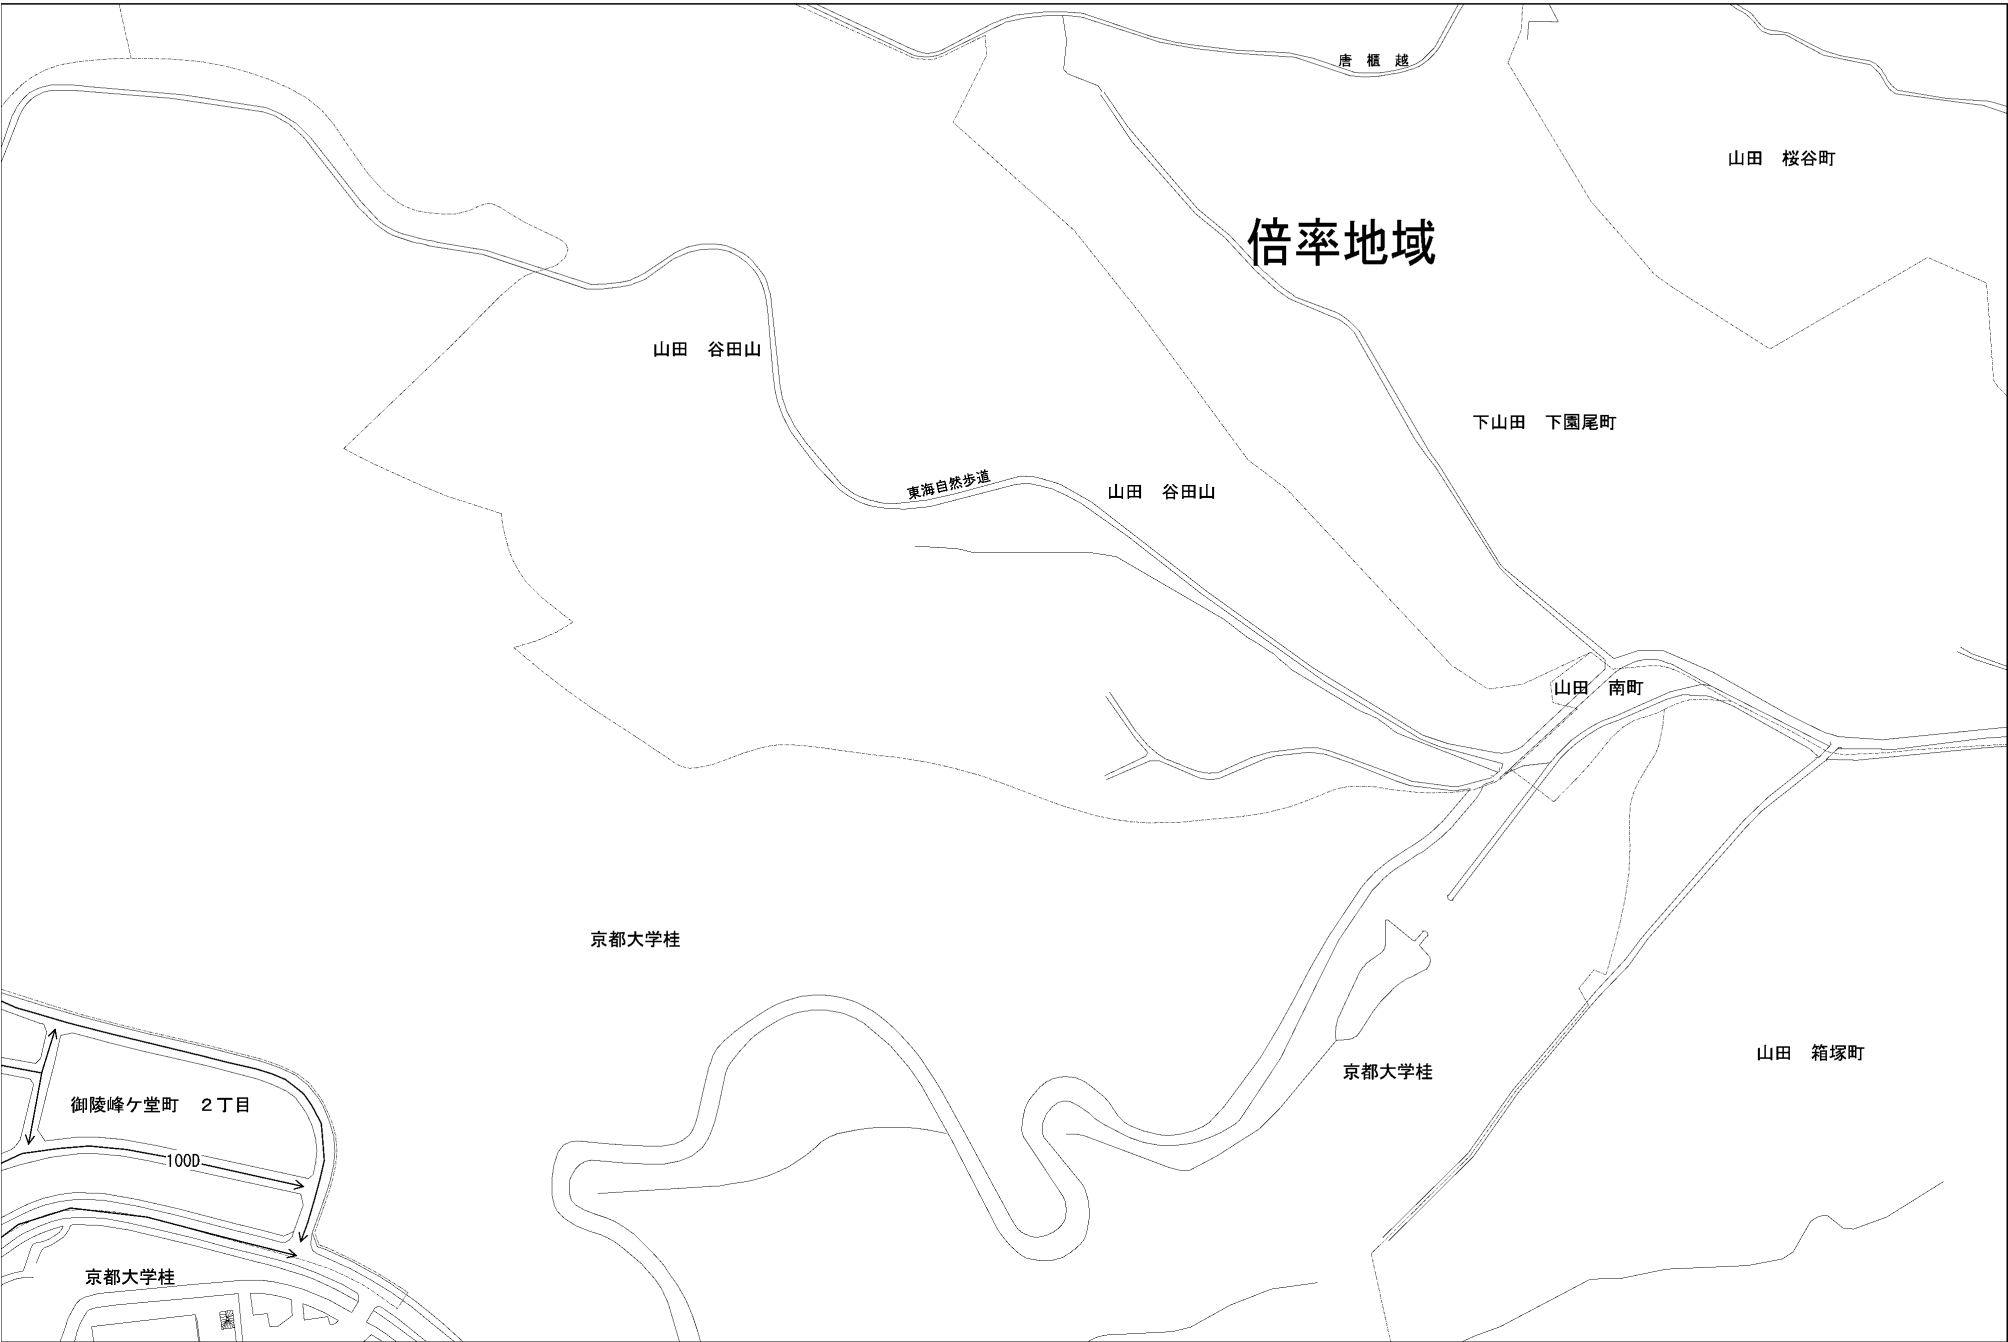 唐櫃越
山田　桜谷町
倍率地域
山田　谷田山
下山田　下園尾町
東海自然歩道
山田　谷田山
山田　南町
京都大学桂
山田　箱塚町
京都大学桂
御陵峰ケ堂町　２丁目
100D
京都大学桂